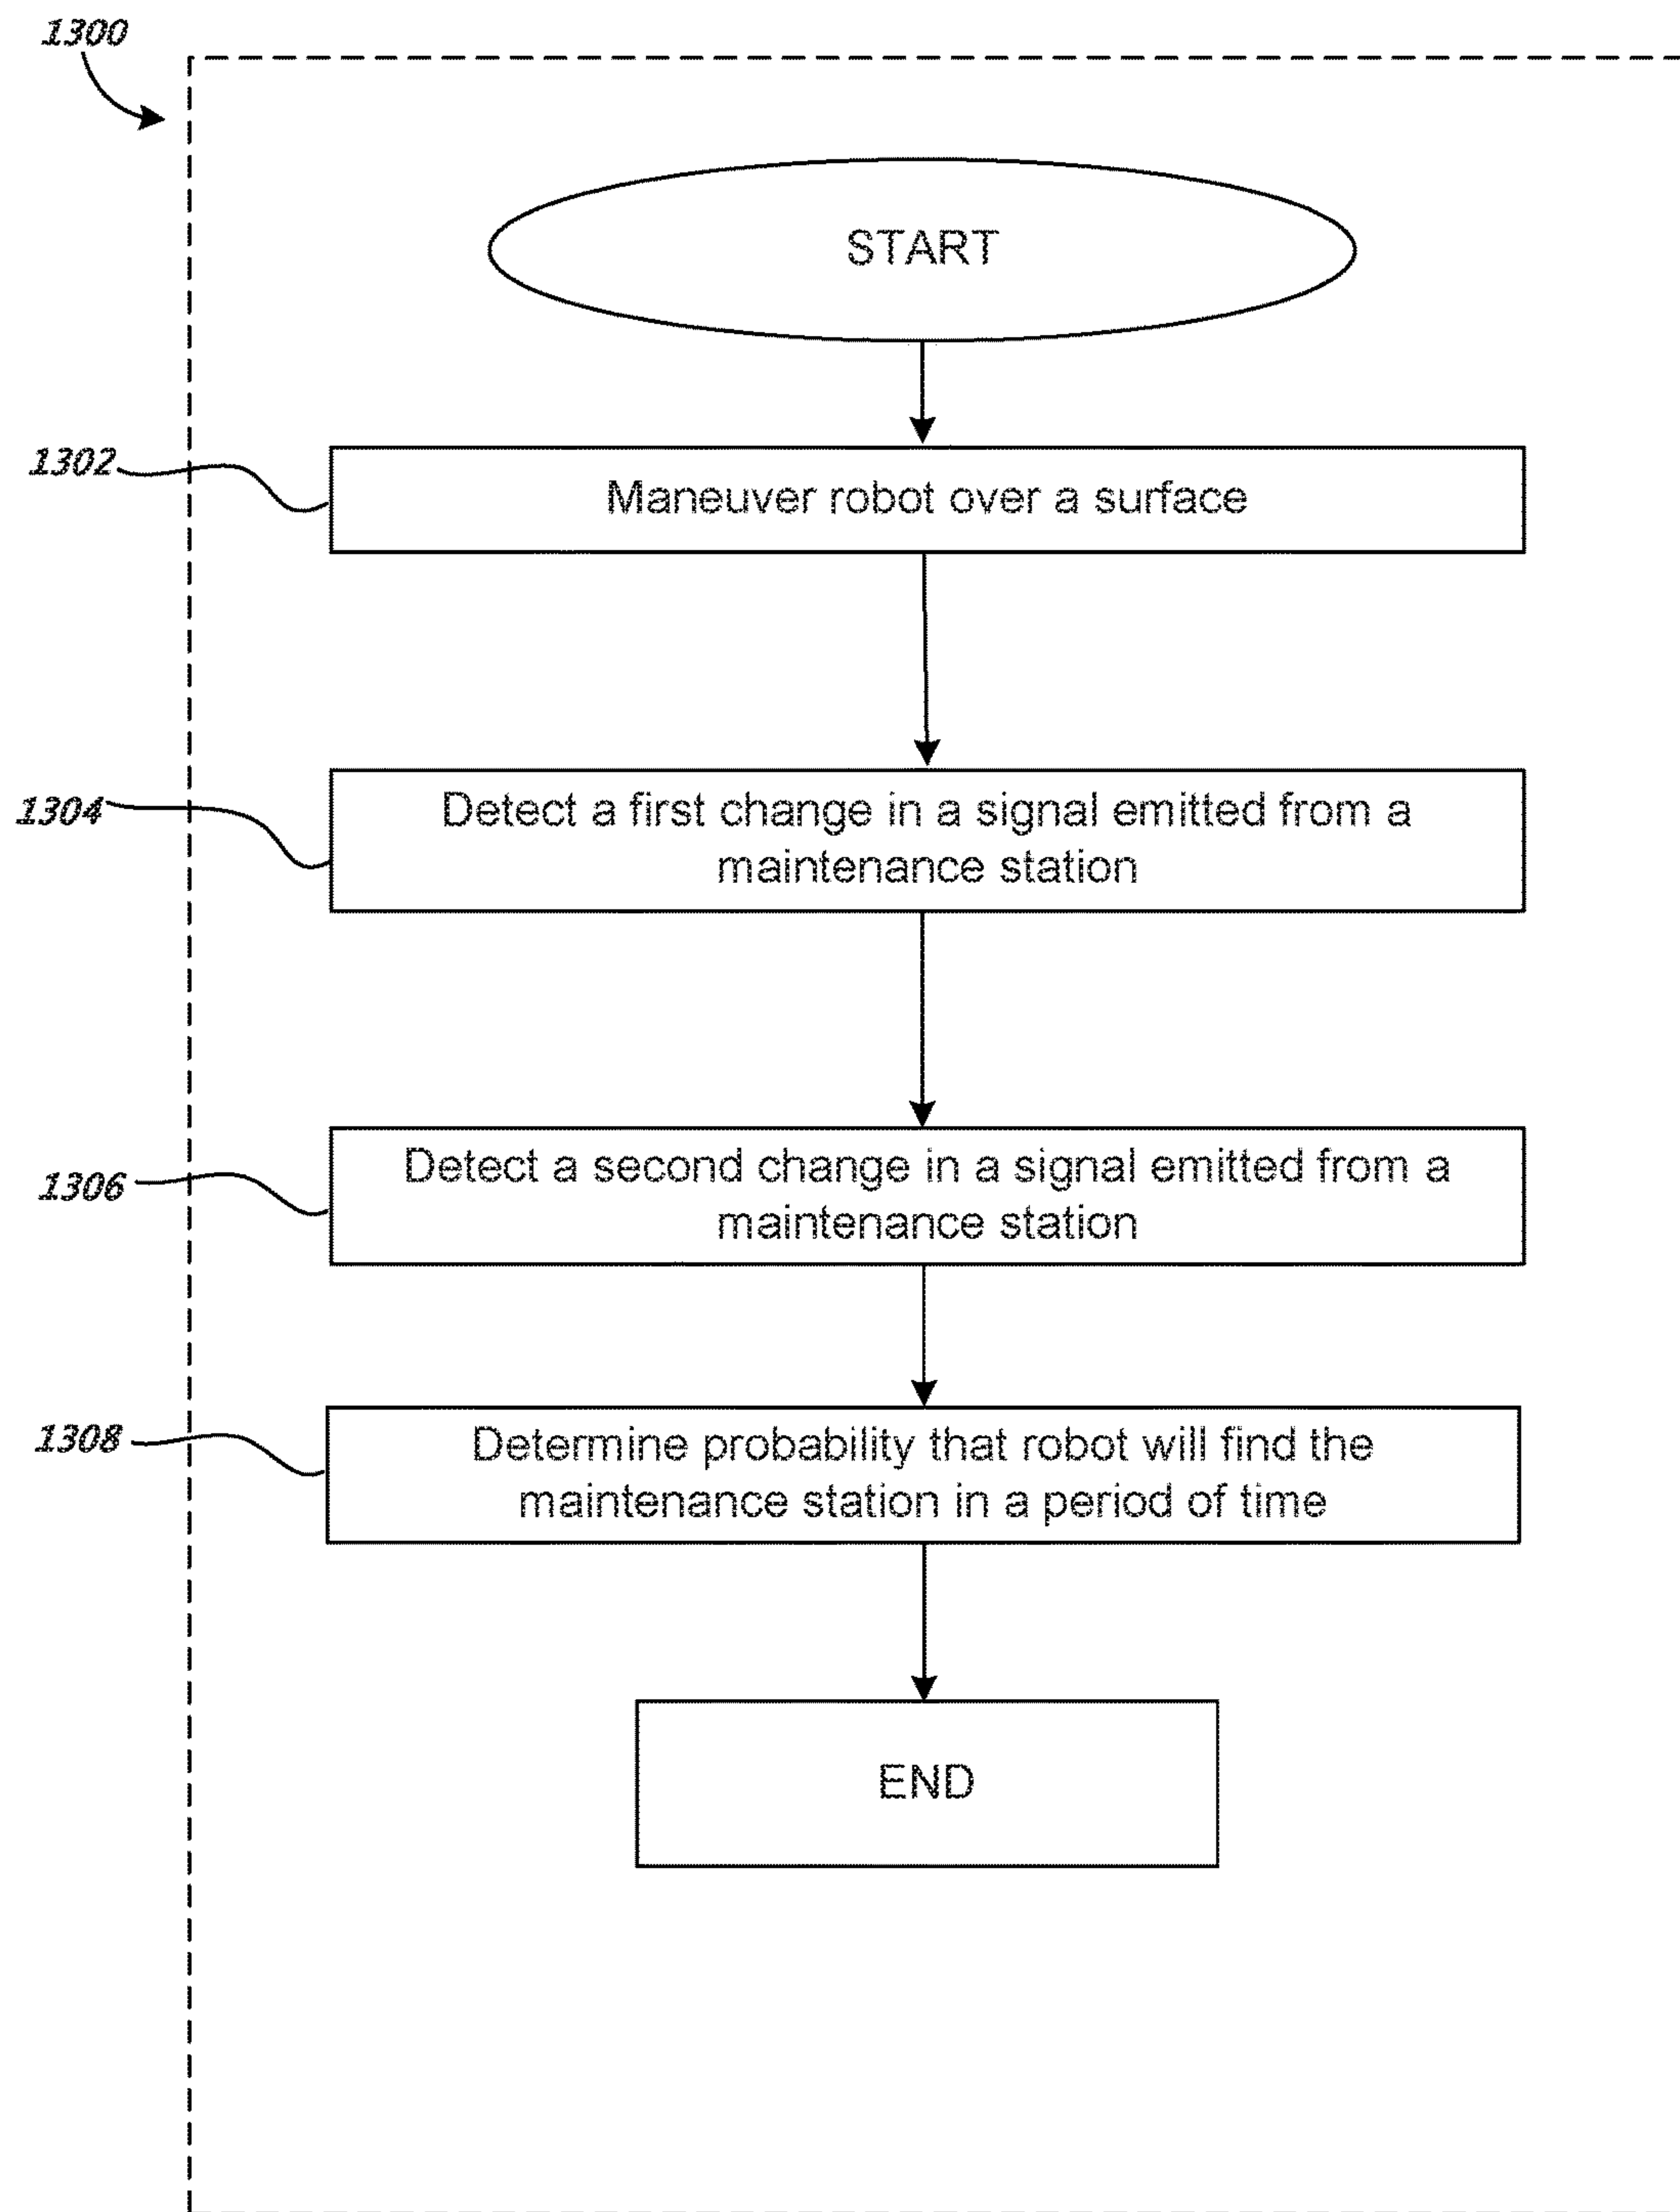 1300
START
1302
Maneuver robot over a surface
1304
Detect a first change in a signal emitted from a
maintenance station
1306
Detect a second change in a signal emitted from a
maintenance station
1308
Determine probability that robot will find the
maintenance station in a period of time
END